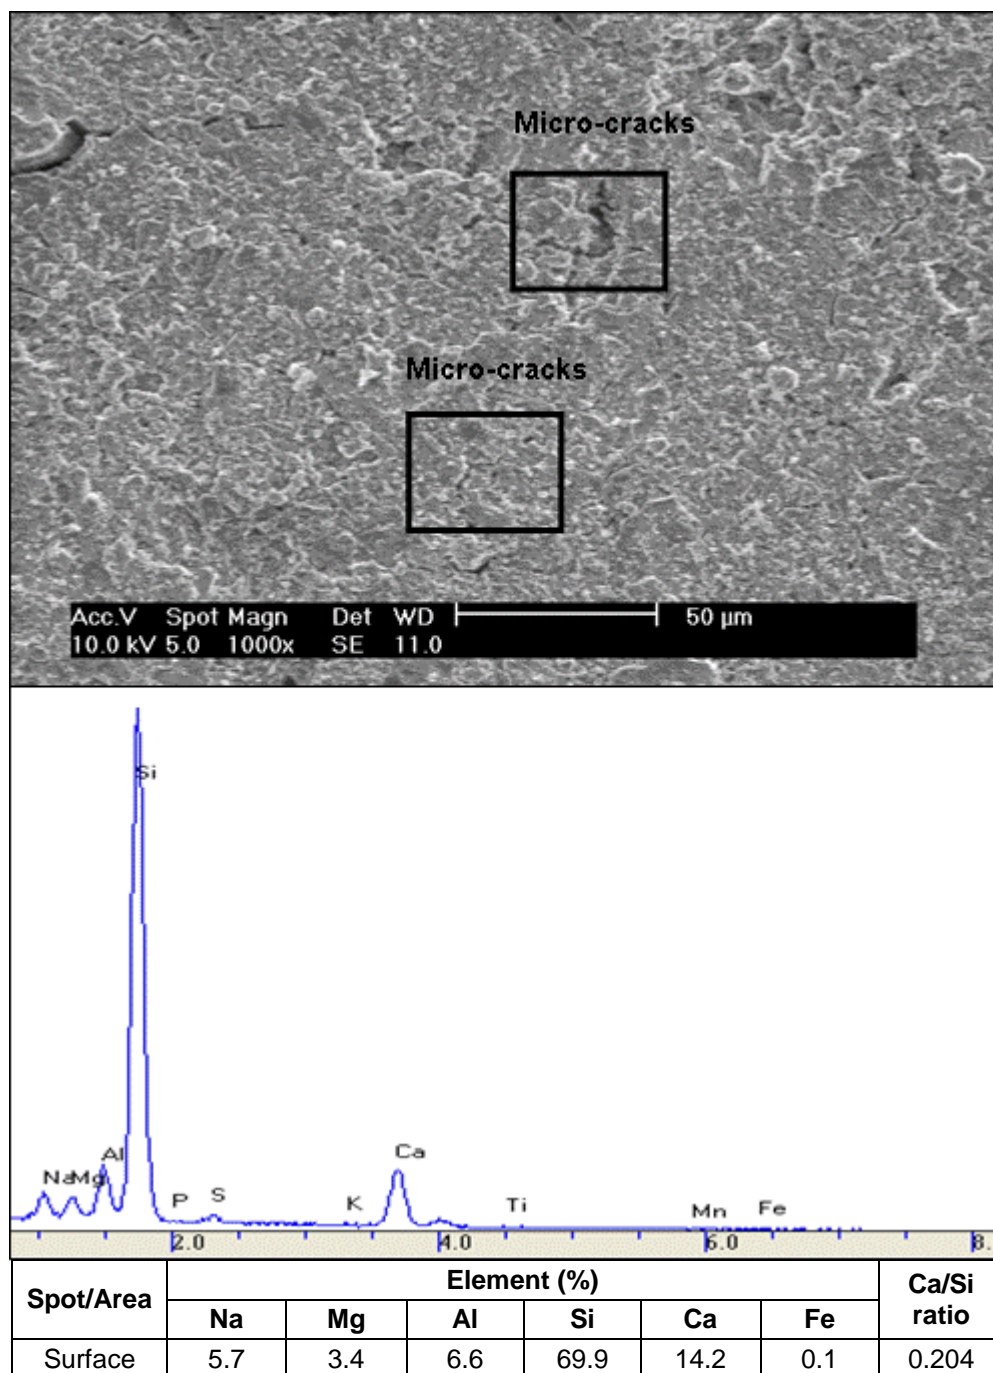 Micro-cracks
Micro-cracks
Acc.V Spot Magn Det WD 50 µm
10.0 kV 5.0 1000x SE 11.0
Si
Al
Ca
Na Mg
P S K Ti Mn Fe
2.0 4.0 6.0 8.
Spot/Area Element (%) Ca/Si ratio
Na Mg Al Si Ca Fe
Surface 5.7 3.4 6.6 69.9 14.2 0.1 0.204